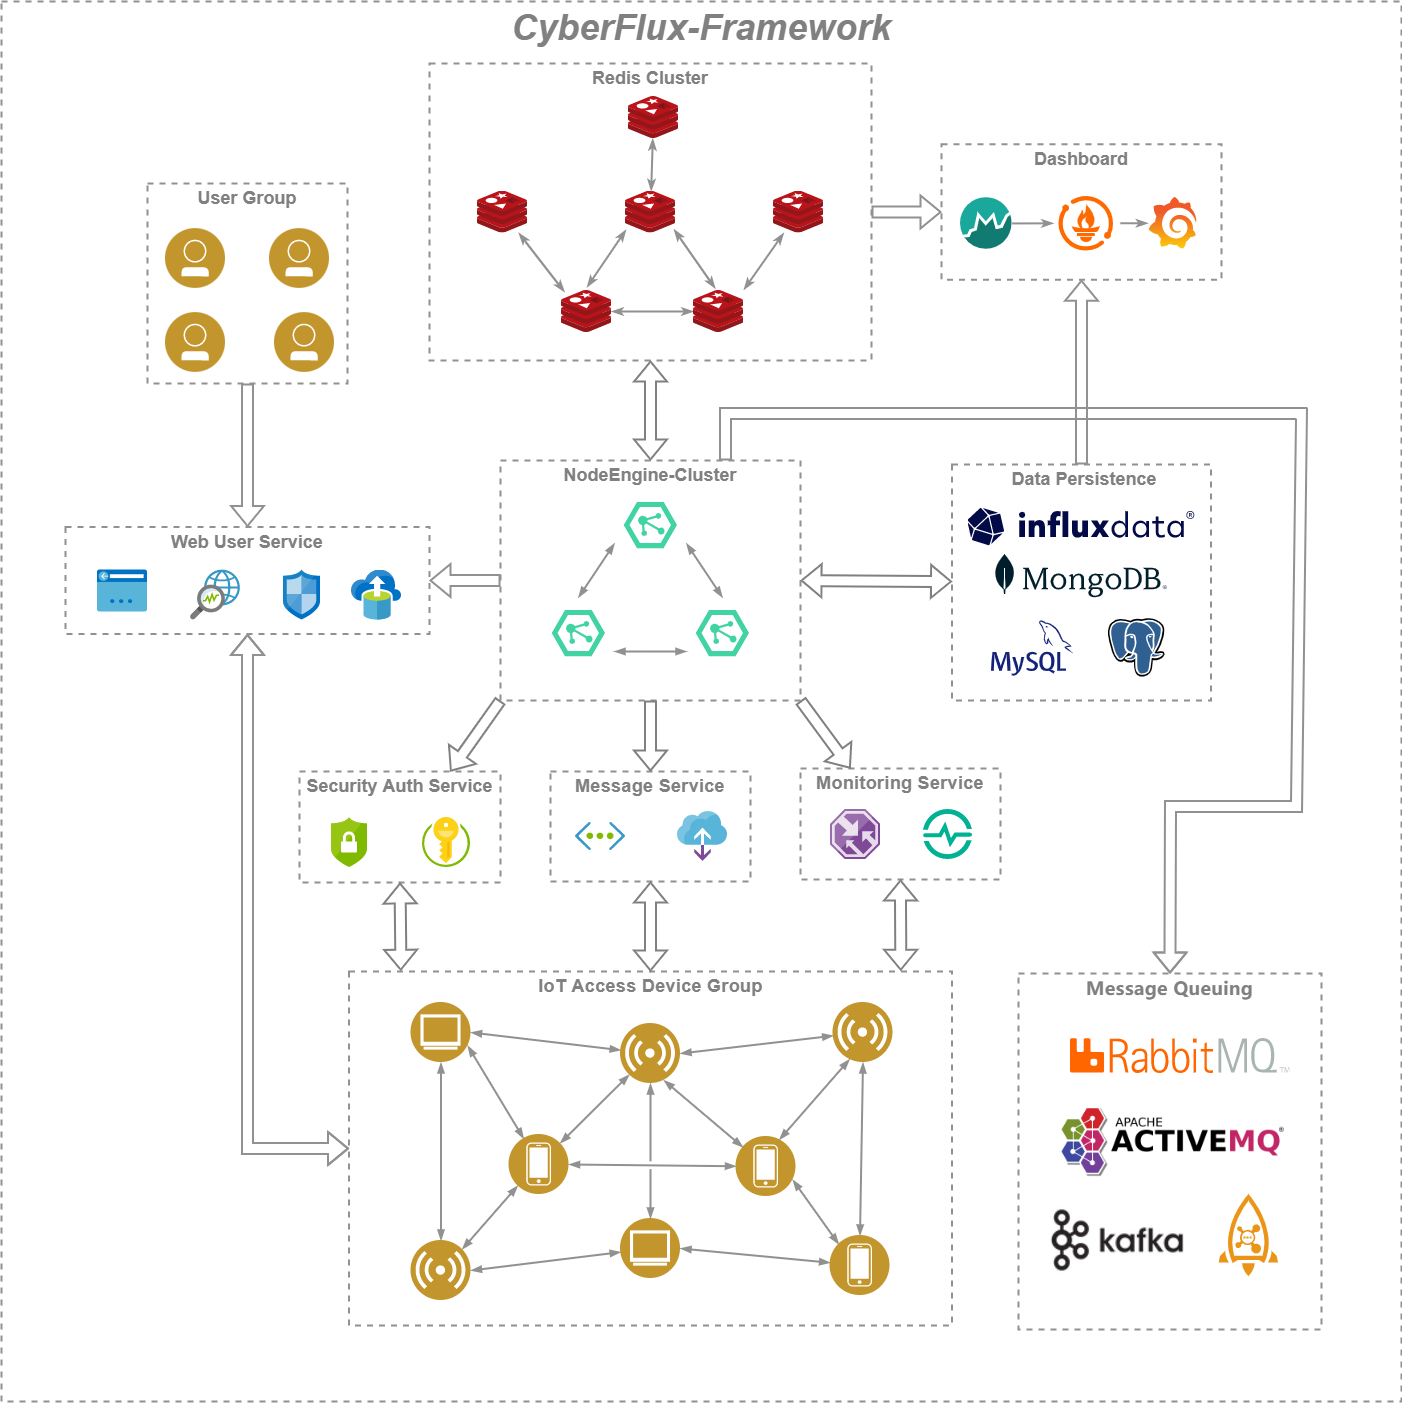 CyberFlux-Framework
Redis Cluster
Dashboard
User Group
NodeEngine-Cluster
Data Persistence
influxdata®
MongoDB®
MySQL
Web User Service
Security Auth Service
Message Service
Monitoring Service
IoT Access Device Group
Message Queuing
RabbitMQ™
APACHE
ACTIVEMQ®
kafka